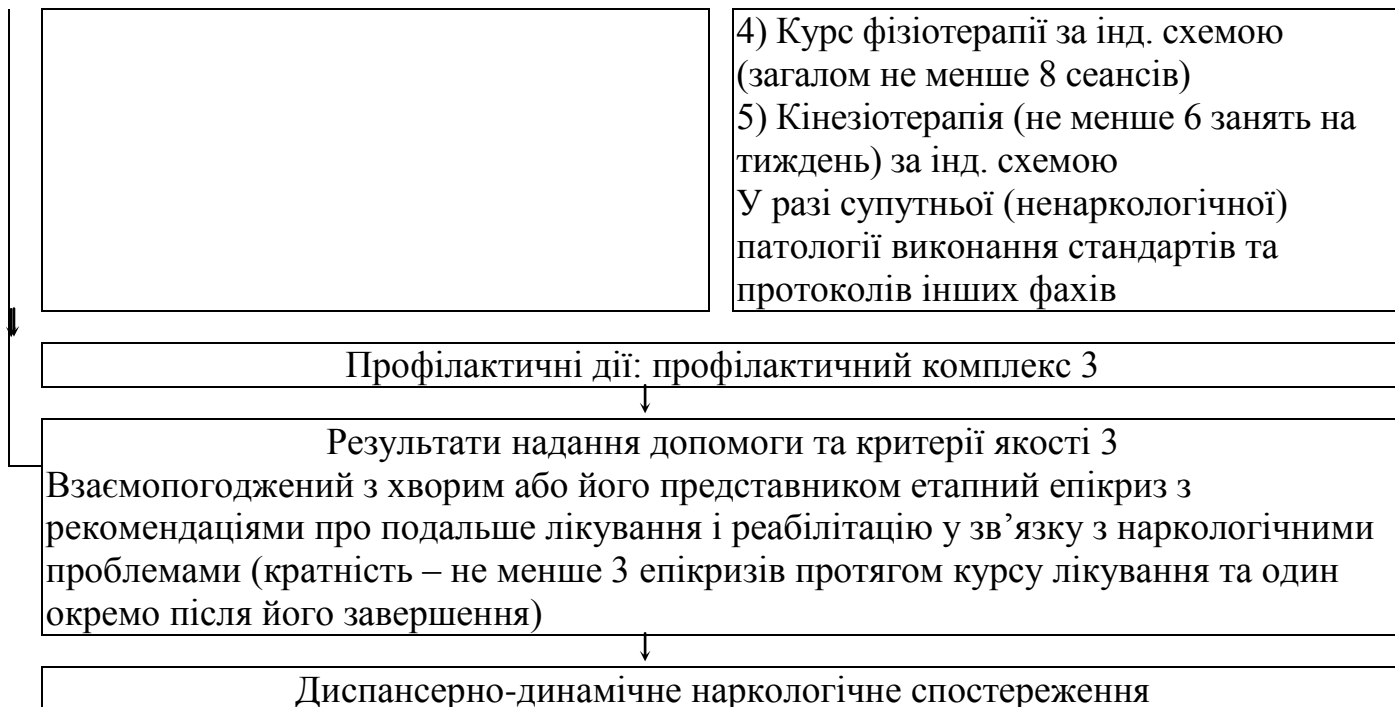 4) Курс фізіотерапії за інд. схемою
(загалом не менше 8 сеансів)
5) Кінезіотерапія (не менше 6 занять на
тиждень) за інд. схемою
У разі супутньої (ненаркологічної)
патології виконання стандартів та
протоколів інших фахів
Профілактичні дії: профілактичний комплекс 3
Результати надання допомоги та критерії якості 3
Взаємопогоджений з хворим або його представником етапний епікриз з
рекомендаціями про подальше лікування і реабілітацію у зв’язку з наркологічними
проблемами (кратність – не менше 3 епікризів протягом курсу лікування та один
окремо після його завершення)
Диспансерно-динамічне наркологічне спостереження